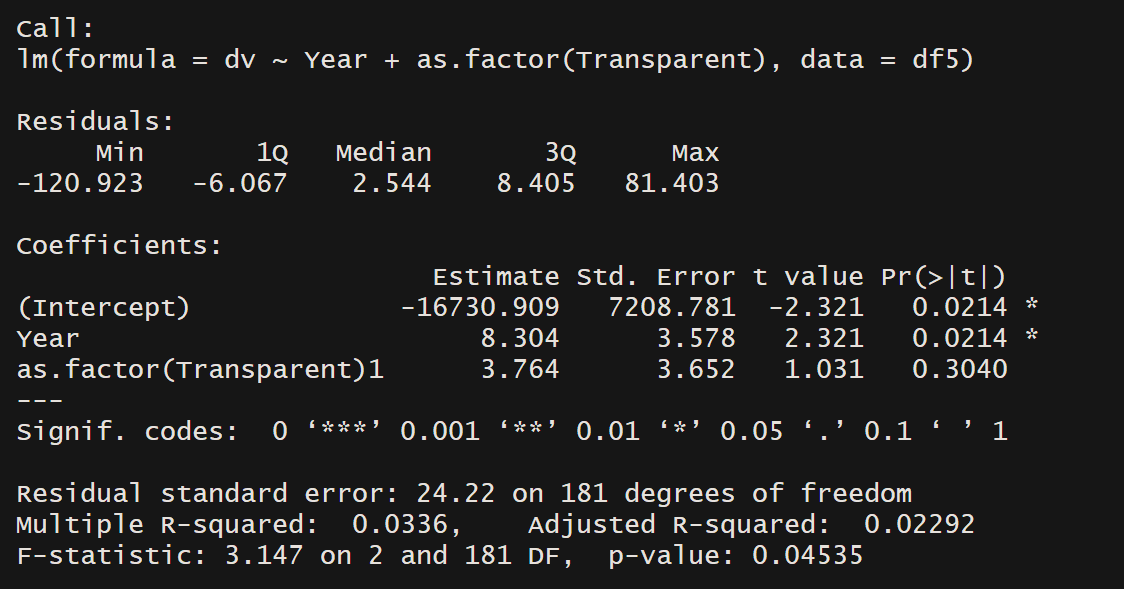 Call:
lm(formula = dv ~ Year + as.factor(Transparent), data = df5)
Residuals:
     Min       1Q   Median       3Q      Max
-120.923   -6.067    2.544    8.405   81.403
Coefficients:
                          Estimate Std. Error t value Pr(>|t|)
(Intercept)             -16730.909   7208.781  -2.321   0.0214 *
Year                         8.304      3.578   2.321   0.0214 *
as.factor(Transparent)1      3.764      3.652   1.031   0.3040
---
Signif. codes:  0 ‘***’ 0.001 ‘**’ 0.01 ‘*’ 0.05 ‘.’ 0.1 ‘ ’ 1
Residual standard error: 24.22 on 181 degrees of freedom
Multiple R-squared:  0.0336,    Adjusted R-squared:  0.02292
F-statistic: 3.147 on 2 and 181 DF,  p-value: 0.04535